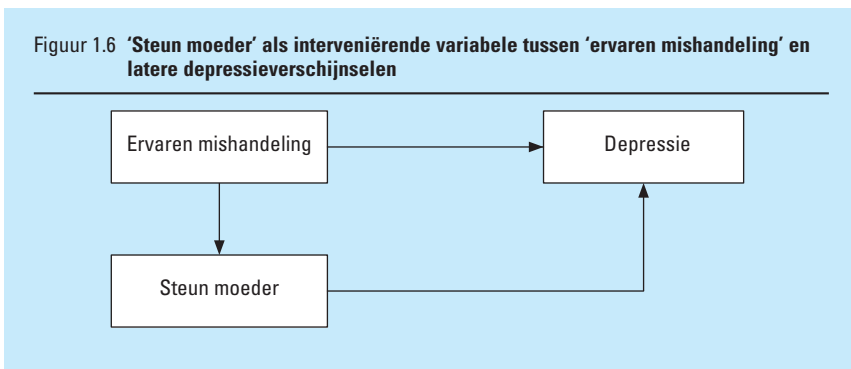 Figuur 1.6 ‘Steun moeder’ als interveniërende variabele tussen ‘ervaren mishandeling’ en
latere depressieverschijnselen
Ervaren mishandeling
Depressie
Steun moeder